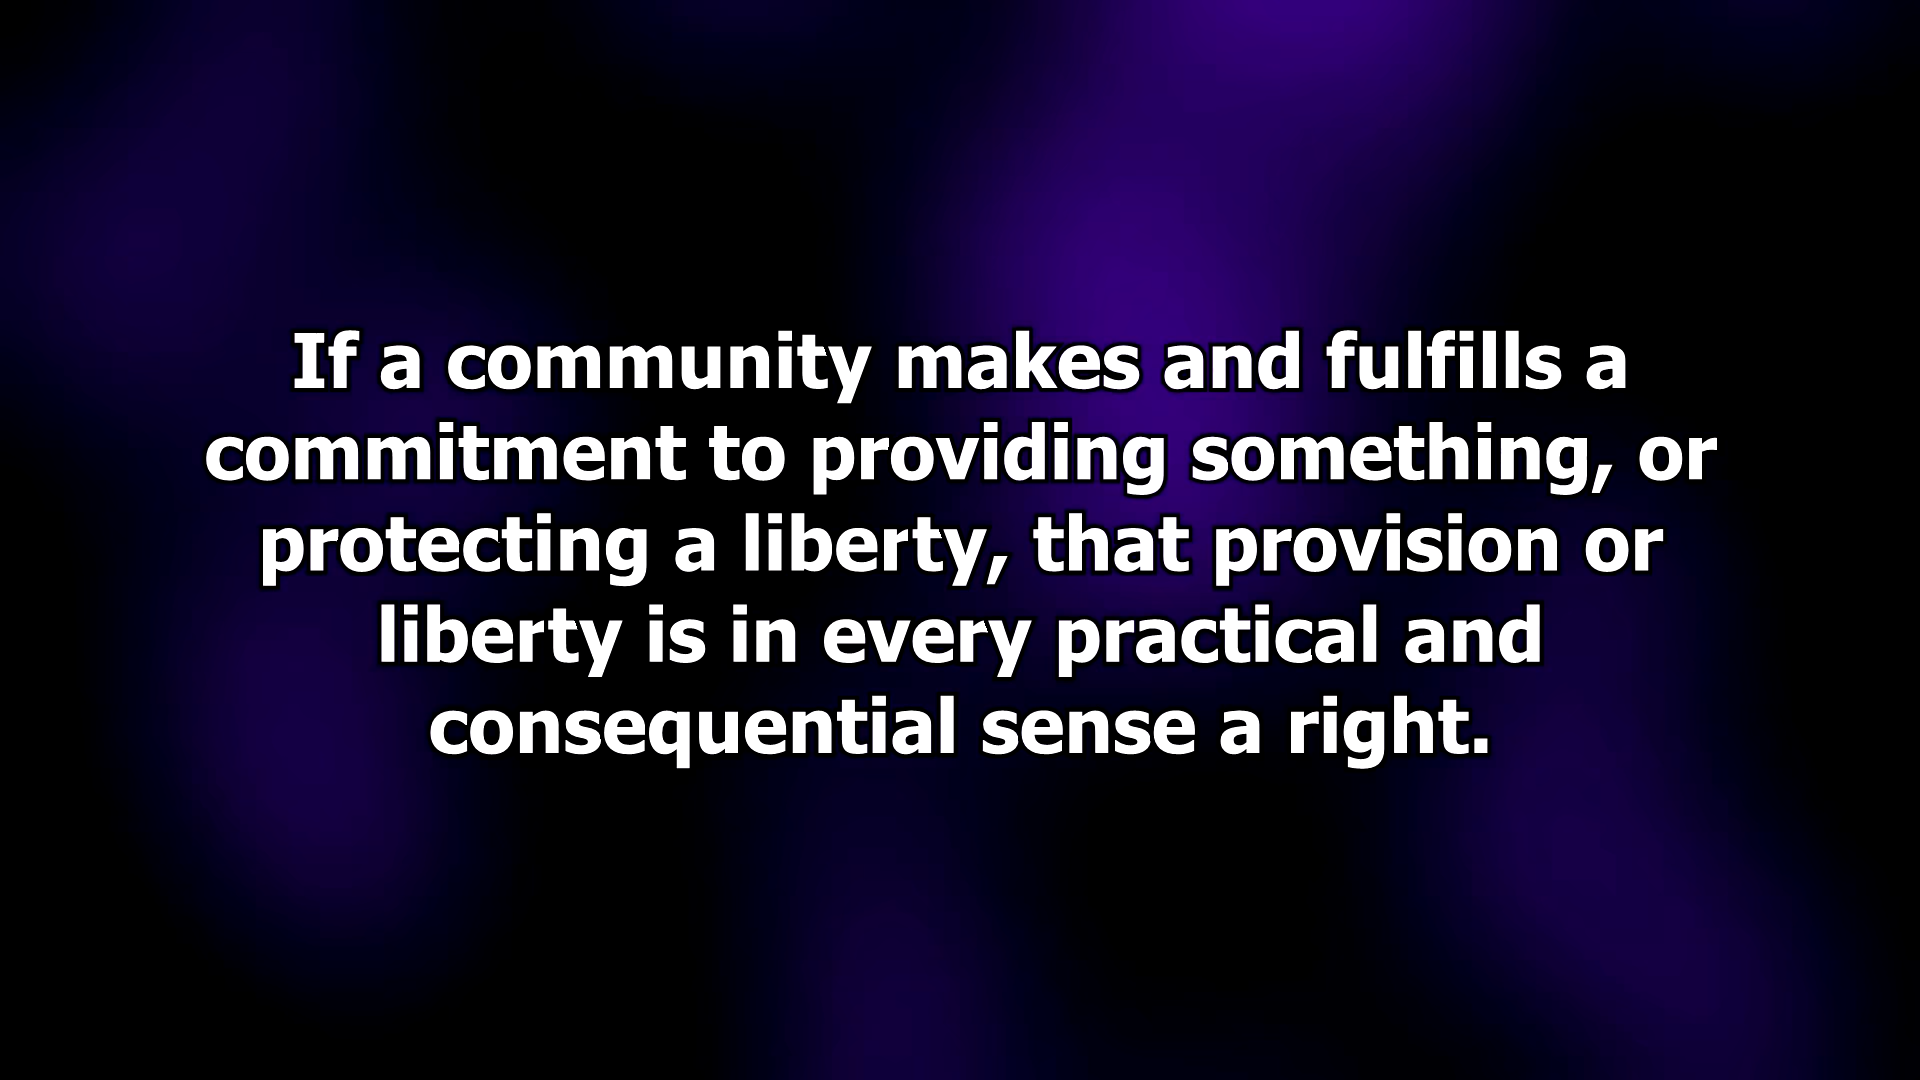 If a community makes and fulfills a
commitment to providing something, or
protecting a liberty, that provision or
liberty is in every practical and
consequential sense a right.